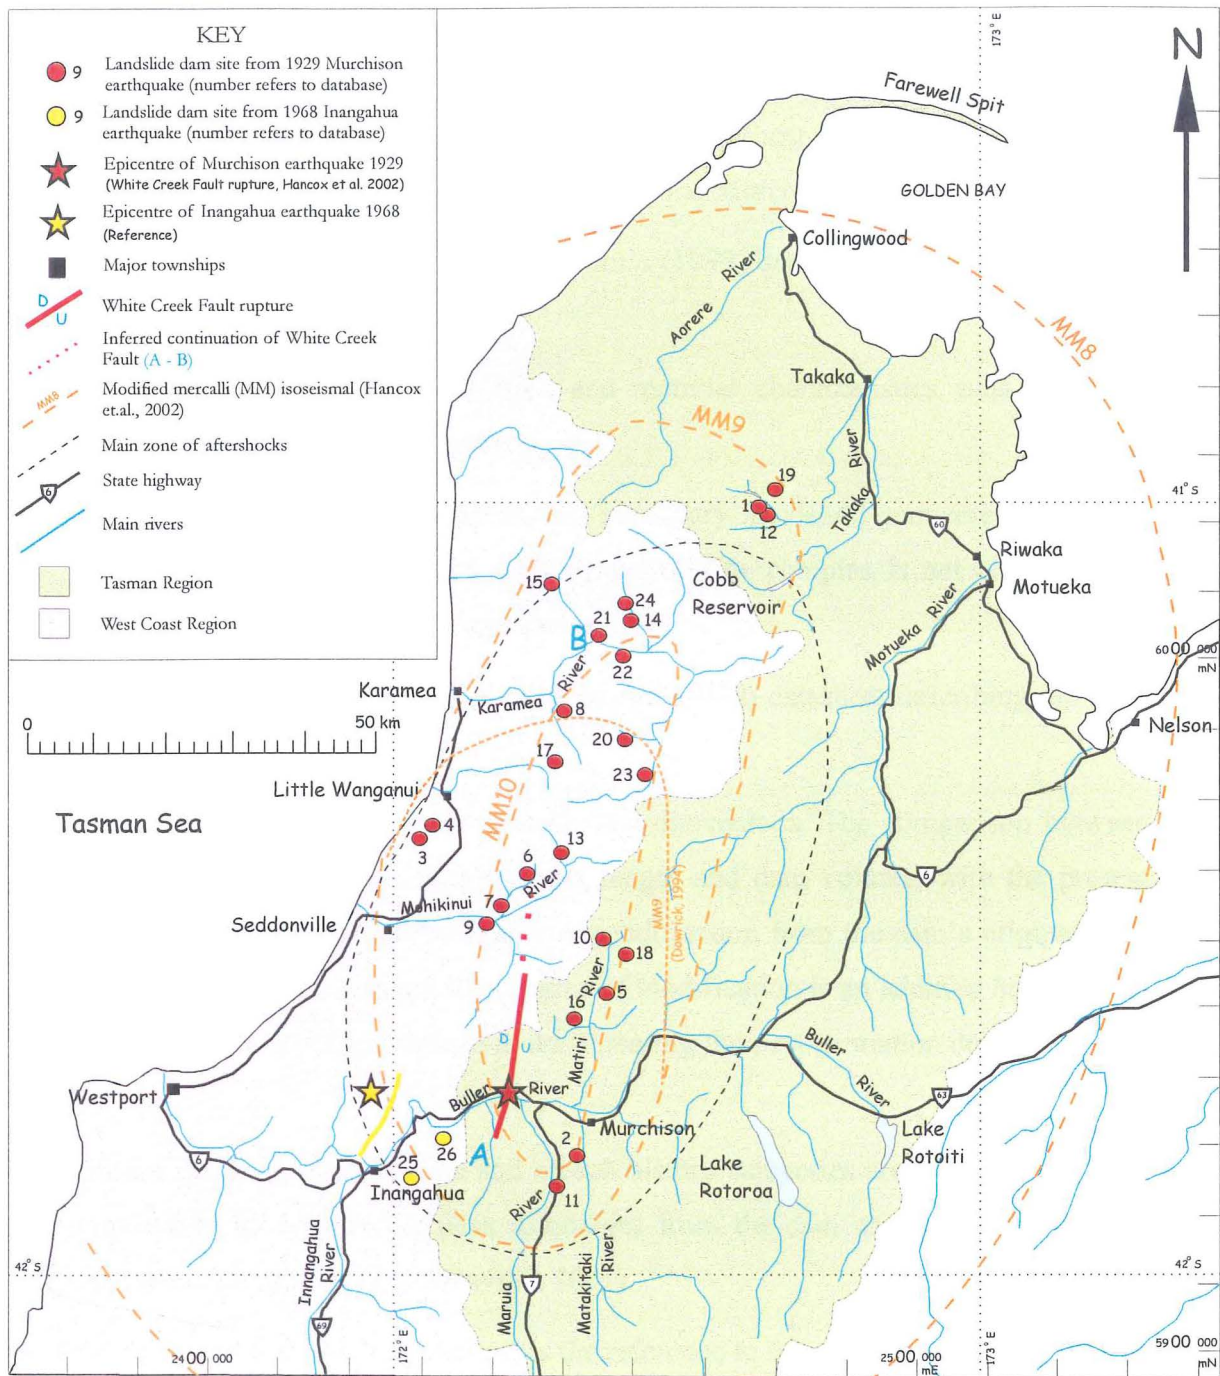 KEY
9 Landslide dam site from 1929 Murchison
earthquake (number refers to database)
9 Landslide dam site from 1968 Inangahua
earthquake (number refers to database)
Epicentre of Murchison earthquake 1929
(White Creek Fault rupture, Hancox et al. 2002)
Epicentre of Inangahua earthquake 1968
(Reference)
Major townships
D
U
White Creek Fault rupture
Inferred continuation of White Creek
Fault (A - B)
MM8
Modified mercalli (MM) isoseismal (Hancox
et.al., 2002)
Main zone of aftershocks
6
State highway
Main rivers
Tasman Region
West Coast Region
173° E
N
Farewell Spit
GOLDEN BAY
Collingwood
Aorere River
MM8
Takaka
MM9
Takaka River
19
1
12
41° S
60
Riwaka
Motueka
Cobb
Reservoir
15
24
14
21
B
22
Motueka River
6000 000
mN
Karamea
Karamea River
8
0
50 km
Nelson
20
17
23
Little Wanganui
MM10
Tasman Sea
4
3
13
6
6
Mohikinui River
7
9
MM9
(Dowrick, 1994)
Seddonville
10
18
5
16
Matiri River
D
U
Buller River
Westport
Buller River
63
Murchison
Lake
Rotoiti
26
A
2
25
Lake
Rotoroa
6
Inangahua
11
Innangahua
River
Maruia River
Matakitaki
River
42° S
42° S
7
69
2400 000
172° E
2500 000
mE
173° E
5900 000
mN